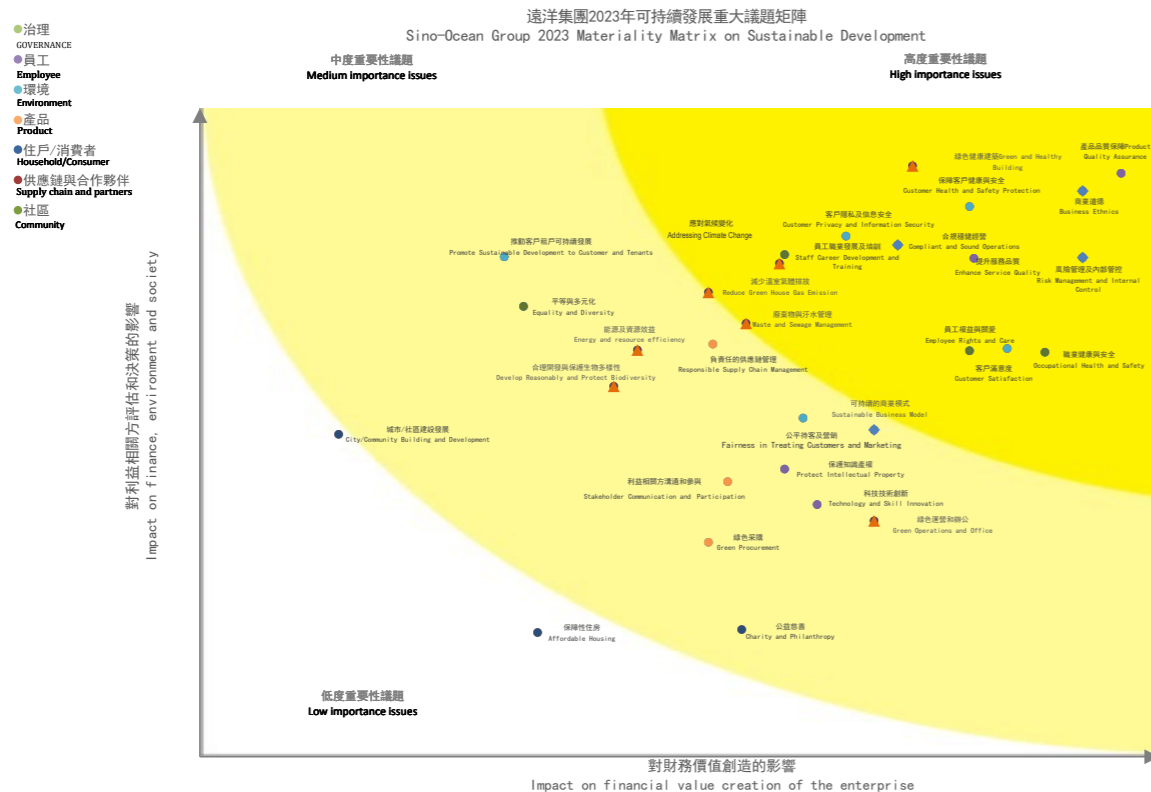 遠洋集團2023年可持續發展重大議題矩陣
Sino-Ocean Group 2023 Materiality Matrix on Sustainable Development
治理
GOVERNANCE
員工
Employee
環境
Environment
產品
Product
住戶/消費者
Household/Consumer
供應鏈與合作夥伴
Supply chain and partners
社區
Community
中度重要性議題
Medium importance issues
高度重要性議題
High importance issues
產品品質保障Product
Quality Assurance
綠色健康建築Green and Healthy
Building
保障客戶健康與安全
Customer Health and Safety Protection
商業道德
Business Ethnics
客戶隱私及信息安全
Customer Privacy and Information Security
應對氣候變化
Addressing Climate Change
合規穩健經營
Compliant and Sound Operations
推動客戶租戶可持續發展
Promote Sustainable Development to Customer and Tenants
員工職業發展及培訓
Staff Career Development and
Training
提升服務品質
Enhance Service Quality
風險管理及內部管控
Risk Management and Internal
Control
減少溫室氣體排放
Reduce Green House Gas Emission
平等與多元化
Equality and Diversity
廢棄物與汙水管理
Waste and Sewage Management
能源及資源效益
Energy and resource efficiency
員工權益與關愛
Employee Rights and Care
職業健康與安全
Occupational Health and Safety
負責任的供應鏈管理
Responsible Supply Chain Management
客戶滿意度
Customer Satisfaction
合理開發與保護生物多樣性
Develop Reasonably and Protect Biodiversity
可持續的商業模式
Sustainable Business Model
城市/社區建設發展
City/Community Building and Development
公平待客及營銷
Fairness in Treating Customers and Marketing
保護知識產權
Protect Intellectual Property
利益相關方溝通和參與
Stakeholder Communication and Participation
科技技術創新
Technology and Skill Innovation
綠色運營和辦公
Green Operations and Office
綠色采購
Green Procurement
保障性住房
Affordable Housing
公益慈善
Charity and Philanthropy
低度重要性議題
Low importance issues
對利益相關方評估和決策的影響
Impact on finance, environment and society
對財務價值創造的影響
Impact on financial value creation of the enterprise